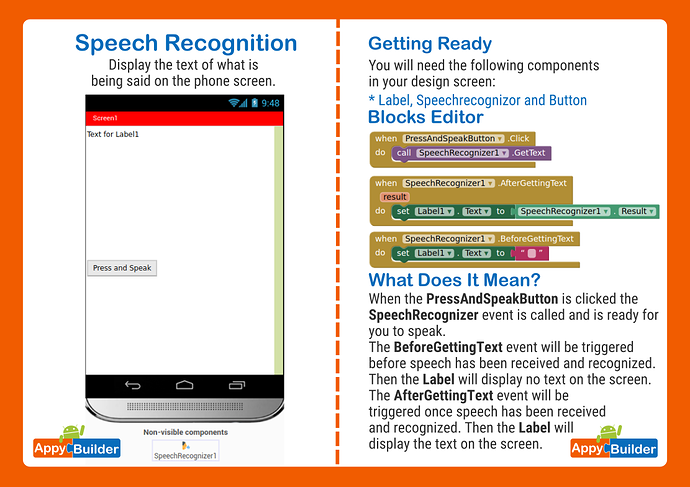 Speech Recognition
Display the text of what is
being said on the phone screen.
9:48
Screen1
Text for Label1
Press and Speak
Non-visible components
SpeechRecognizer1
Appy Builder
Getting Ready
You will need the following components
in your design screen:
* Label, Speechrecognizor and Button
Blocks Editor
when PressAndSpeakButton .Click
do call SpeechRecognizer1 .GetText
when SpeechRecognizer1 .AfterGettingText
result
do set Label1 . Text to SpeechRecognizer1 . Result
when SpeechRecognizer1 .BeforeGettingText
do set Label1 . Text to " "
What Does It Mean?
When the PressAndSpeakButton is clicked the
SpeechRecognizer event is called and is ready for
you to speak.
The BeforeGettingText event will be triggered
before speech has been received and recognized.
Then the Label will display no text on the screen.
The AfterGettingText event will be
triggered once speech has been received
and recognized. Then the Label will
display the text on the screen.
Appy Builder